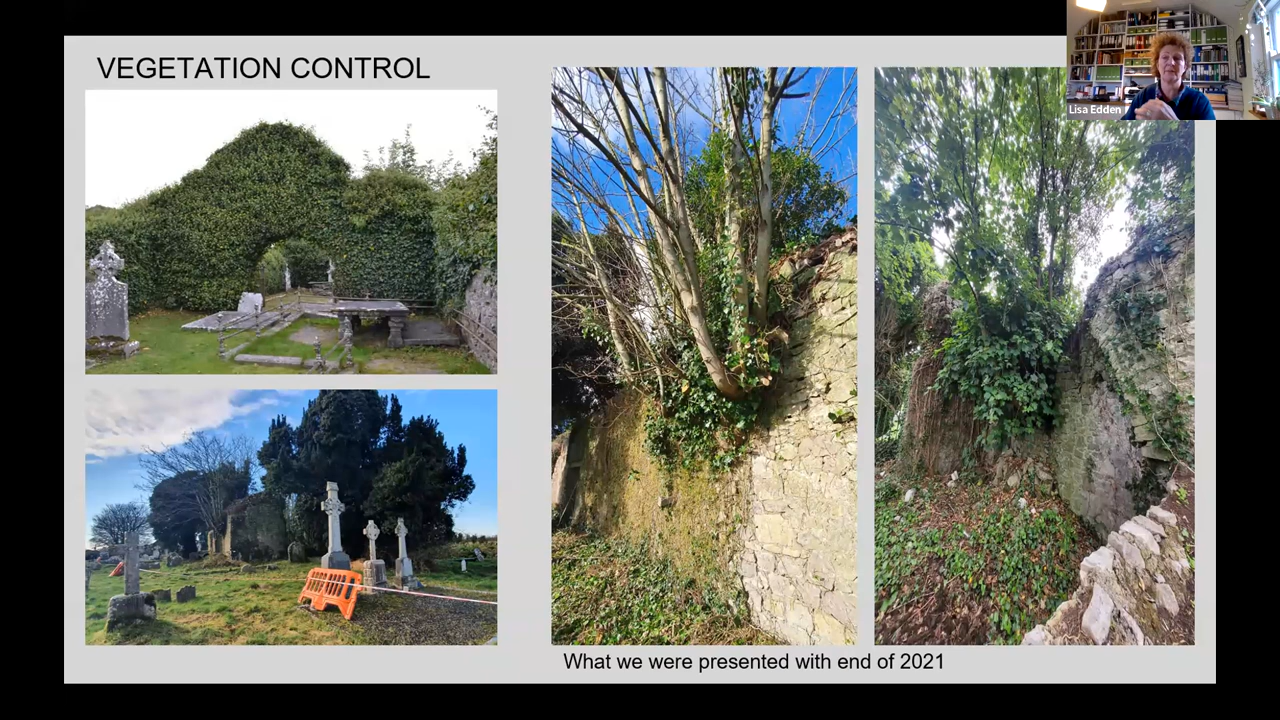 VEGETATION CONTROL
Lisa Edden
What we were presented with end of 2021